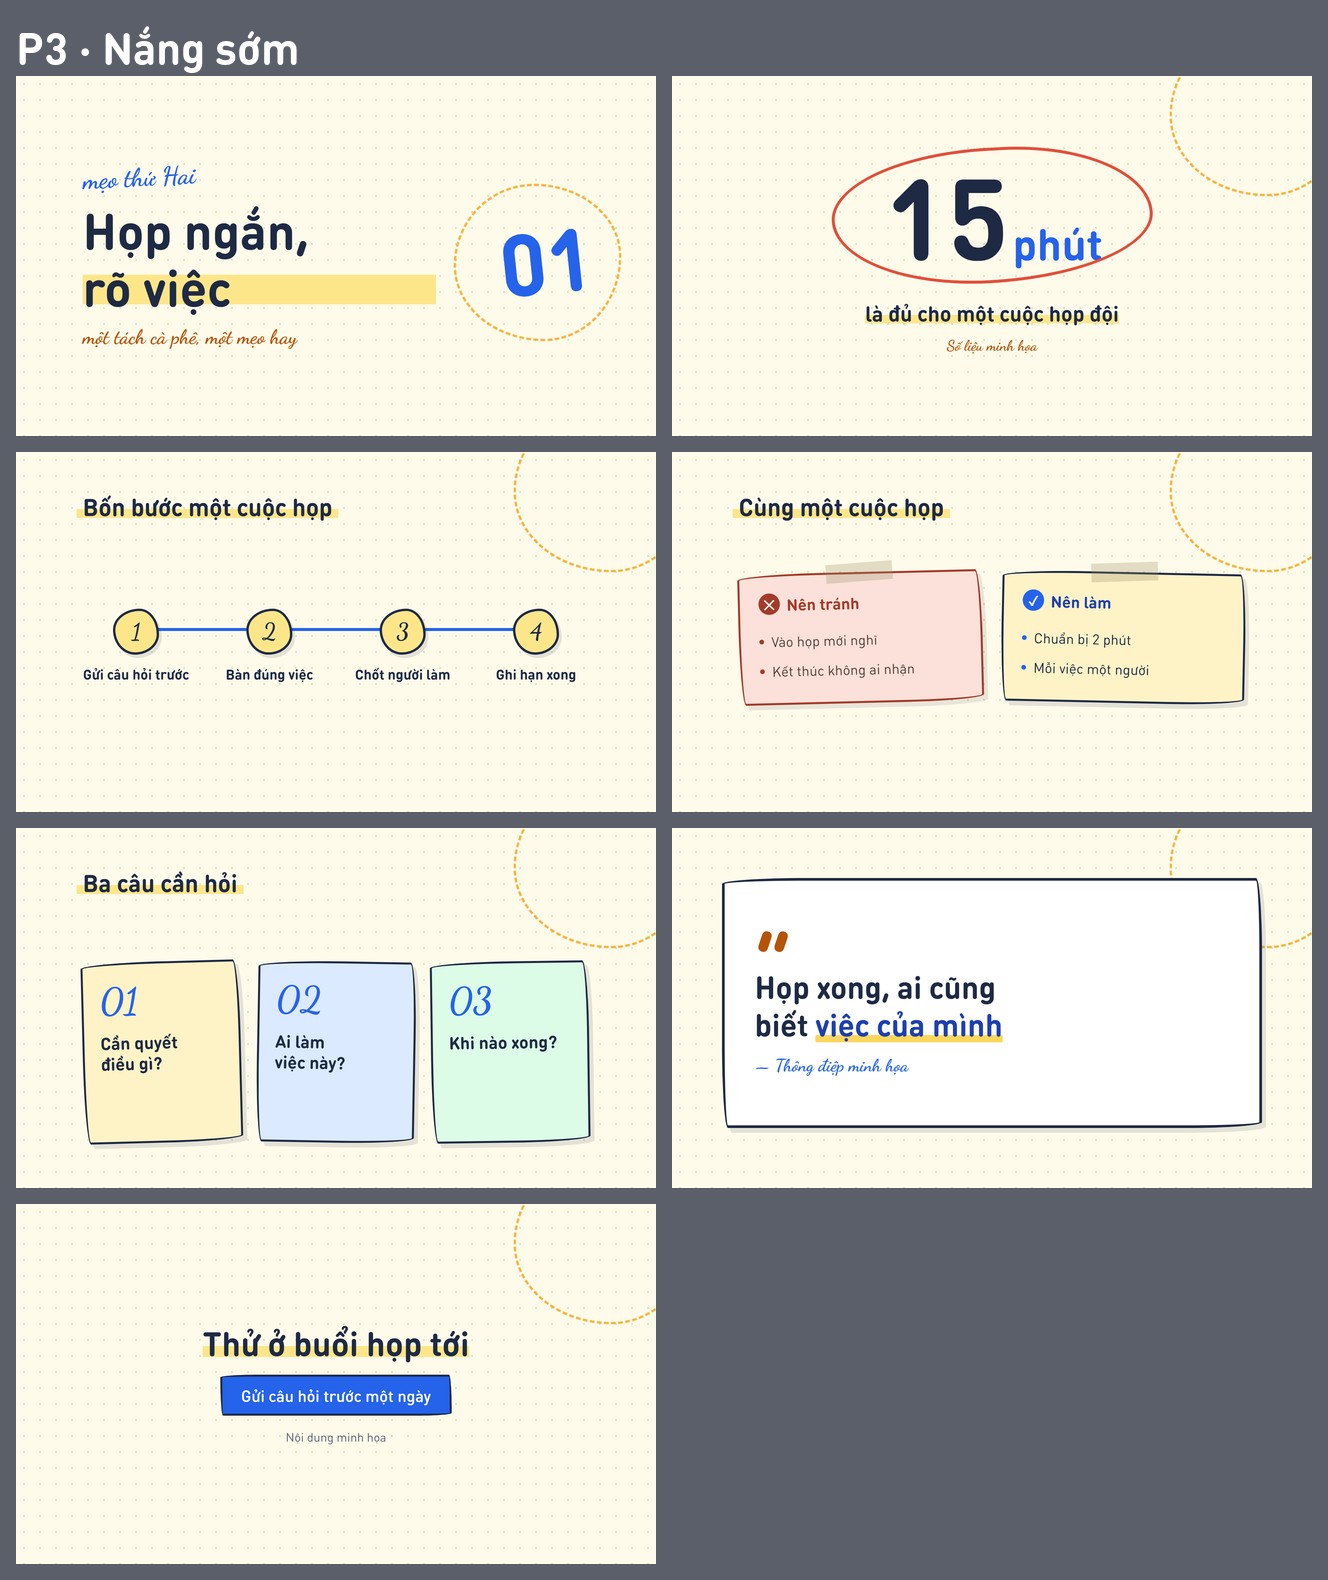 P3 · Nắng sớm
mẹo thứ Hai
Họp ngắn,
rõ việc
một tách cà phê, một mẹo hay
01
15 phút
là đủ cho một cuộc họp đội
Số liệu minh họa
Bốn bước một cuộc họp
1
2
3
4
Gửi câu hỏi trước
Bàn đúng việc
Chốt người làm
Ghi hạn xong
Cùng một cuộc họp
Nên tránh
• Vào họp mới nghĩ
• Kết thúc không ai nhận
Nên làm
• Chuẩn bị 2 phút
• Mỗi việc một người
Ba câu cần hỏi
01
Cần quyết
điều gì?
02
Ai làm
việc này?
03
Khi nào xong?
"
Họp xong, ai cũng
biết việc của mình
— Thông điệp minh họa
Thử ở buổi họp tới
Gửi câu hỏi trước một ngày
Nội dung minh họa